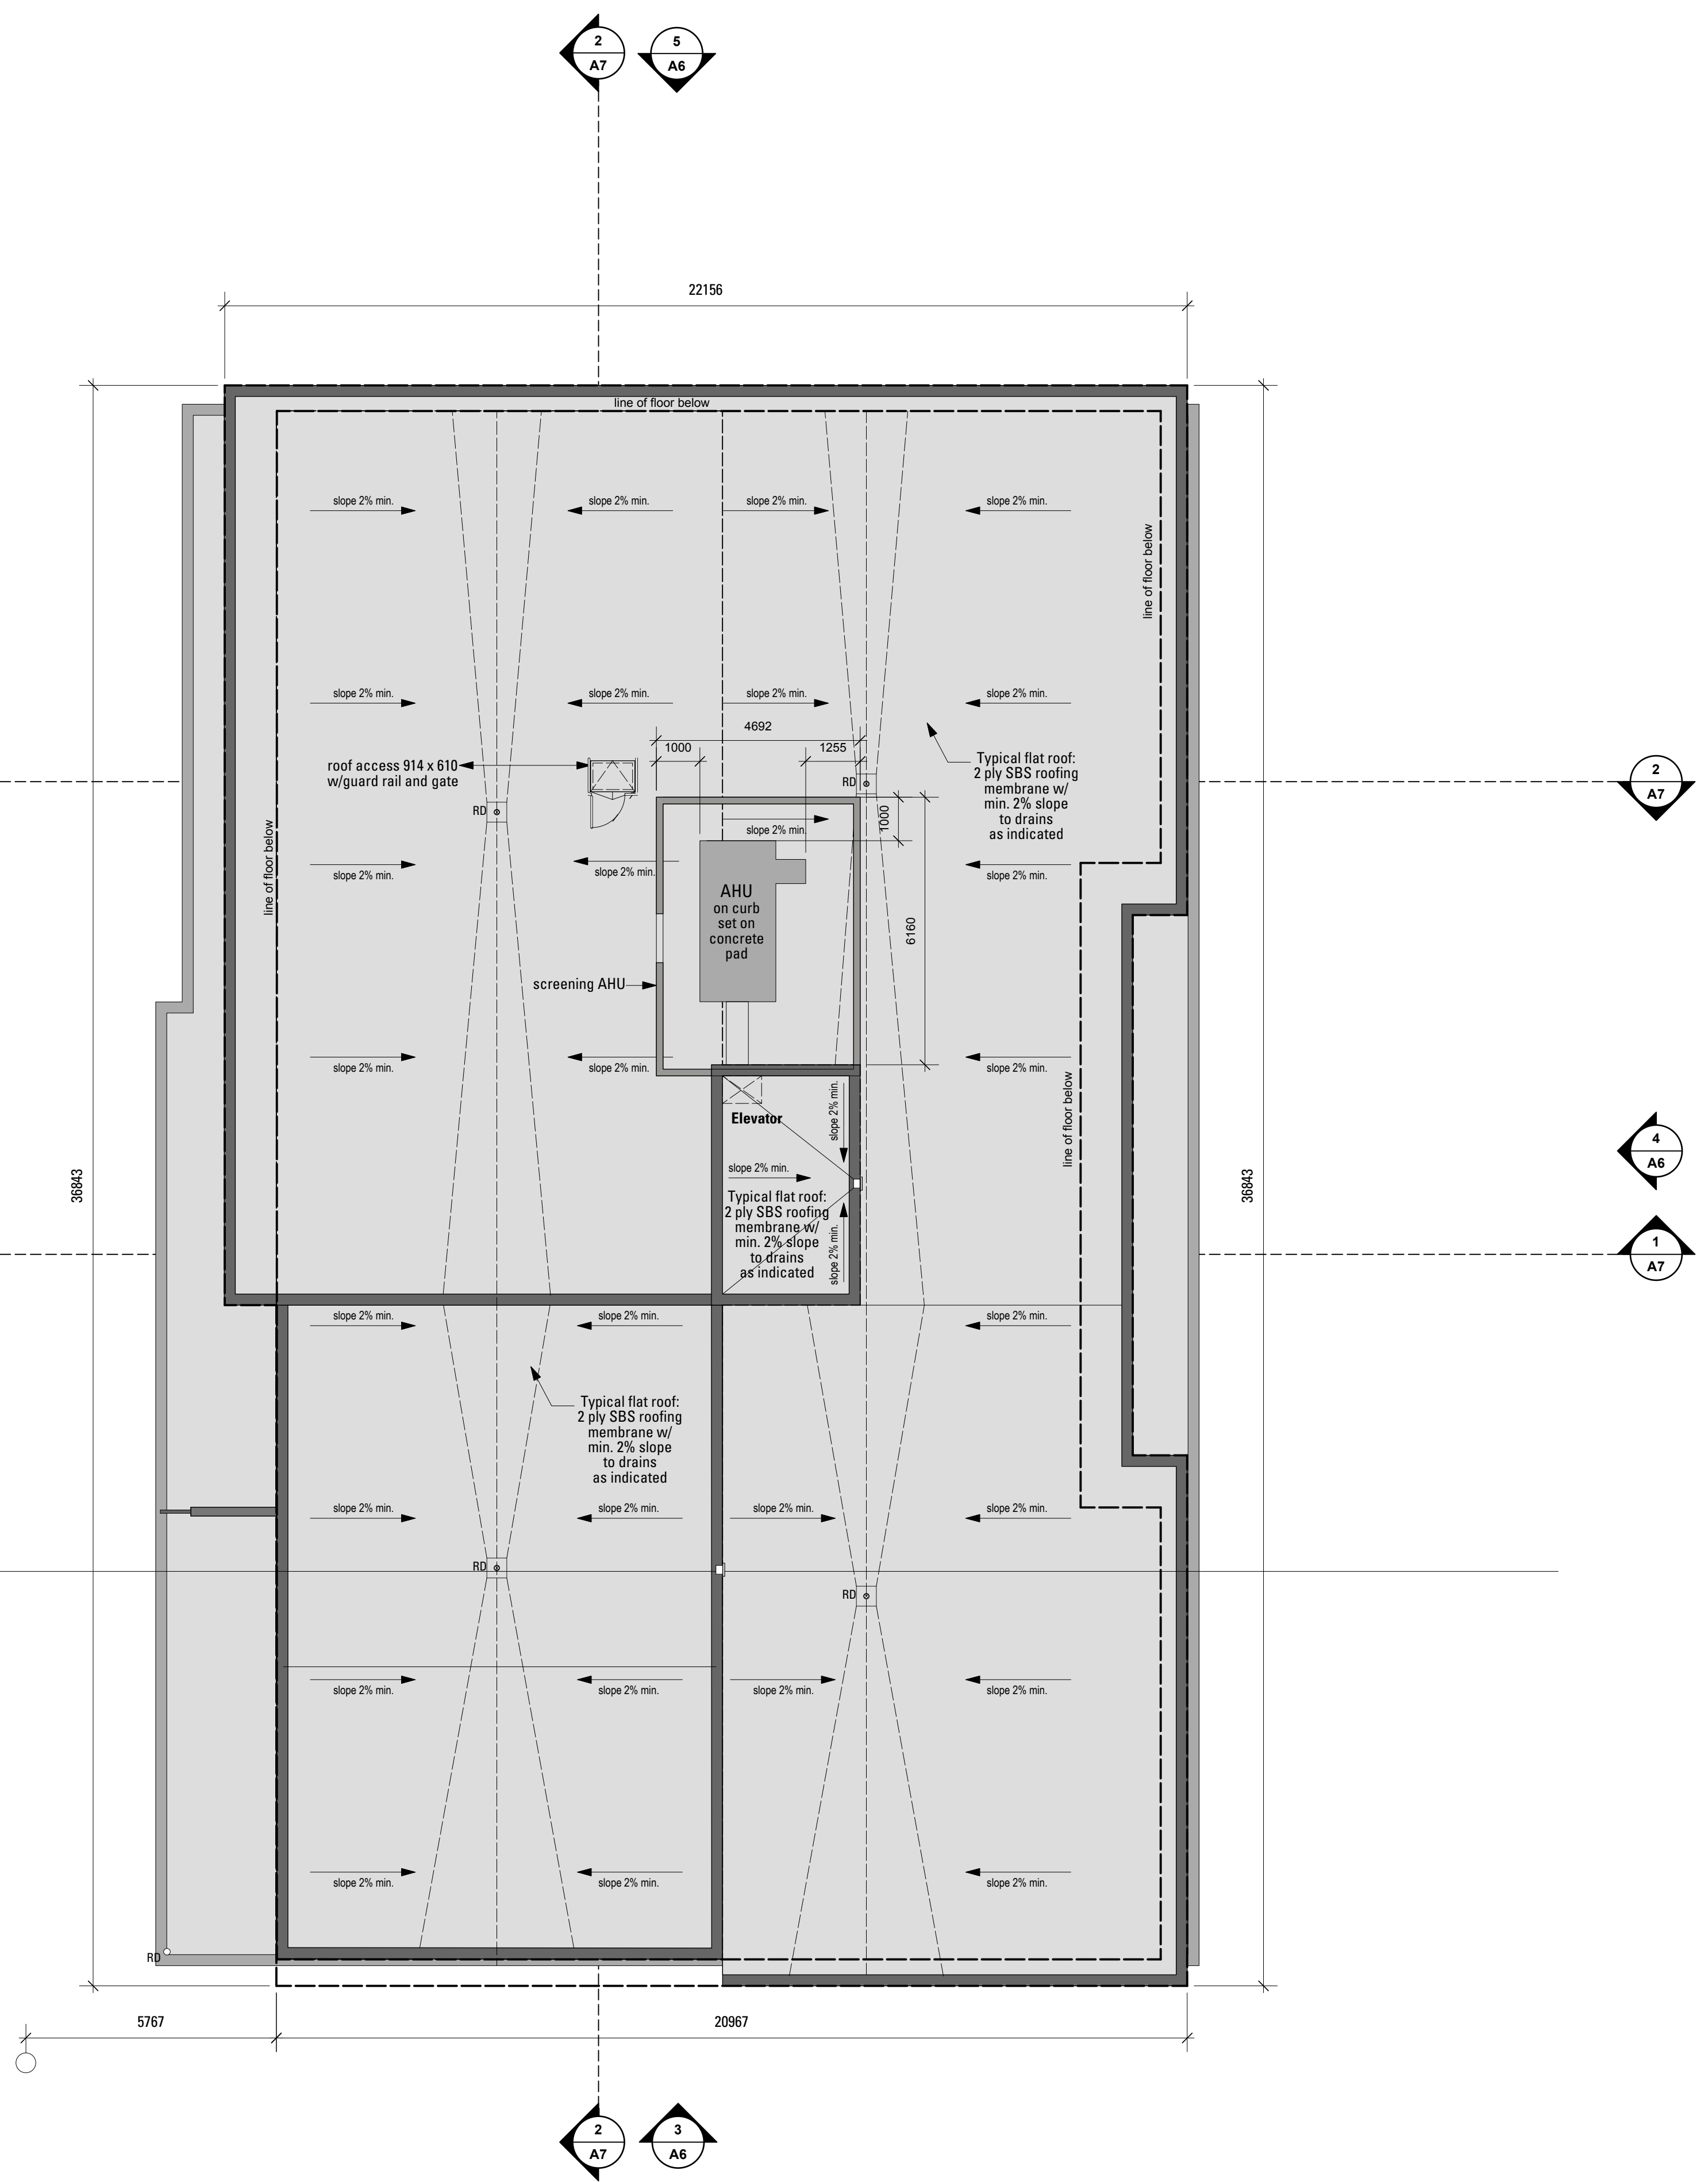 2
A7
5
A6
22156
line of floor below
slope 2% min.
slope 2% min.
slope 2% min.
slope 2% min.
line of floor below
slope 2% min.
slope 2% min.
slope 2% min.
slope 2% min.
4692
1000
1255
roof access 914 x 610
w/guard rail and gate
Typical flat roof:
2 ply SBS roofing
membrane w/
min. 2% slope
to drains
as indicated
2
A7
RD
RD
1000
slope 2% min.
line of floor below
slope 2% min.
slope 2% min.
slope 2% min.
AHU
on curb
set on
concrete
pad
6160
screening AHU
slope 2% min.
slope 2% min.
slope 2% min.
line of floor below
Elevator
slope 2% min.
4
A6
36843
36843
slope 2% min.
Typical flat roof:
2 ply SBS roofing
membrane w/
min. 2% slope
to drains
as indicated
slope 2% min.
1
A7
slope 2% min.
slope 2% min.
slope 2% min.
Typical flat roof:
2 ply SBS roofing
membrane w/
min. 2% slope
to drains
as indicated
slope 2% min.
slope 2% min.
slope 2% min.
slope 2% min.
RD
RD
slope 2% min.
slope 2% min.
slope 2% min.
slope 2% min.
slope 2% min.
slope 2% min.
slope 2% min.
RD
5767
20967
2
A7
3
A6